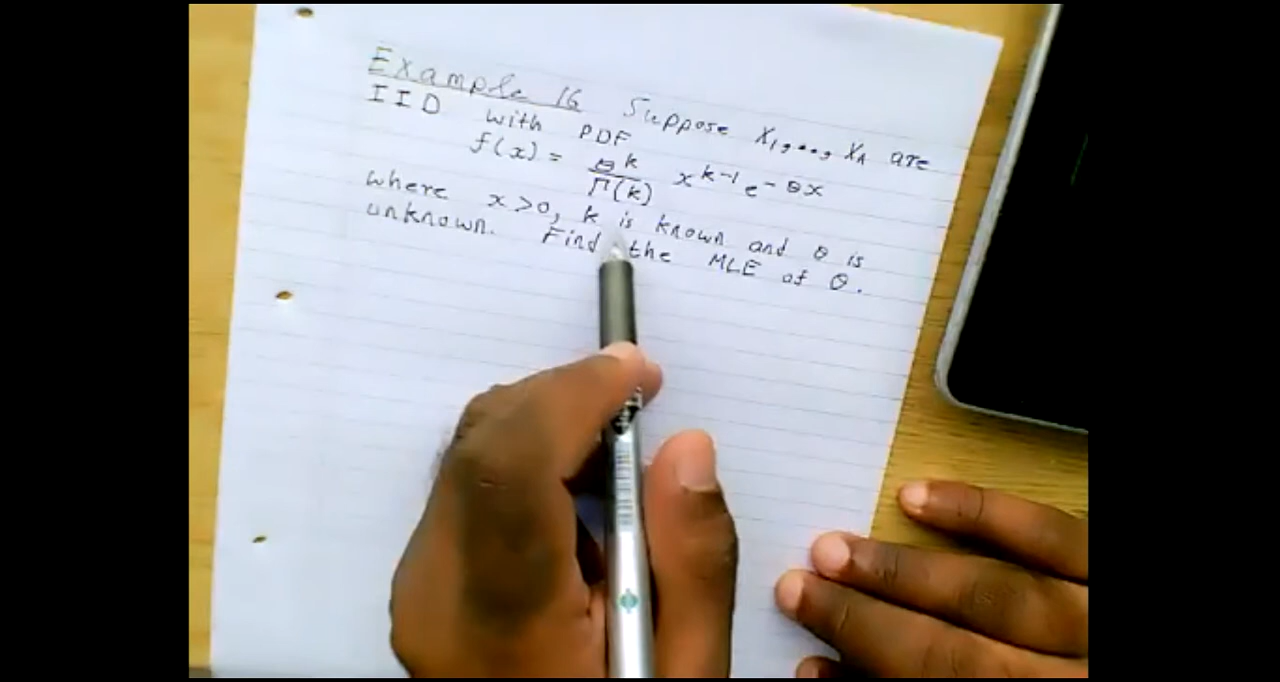 Example 16 Suppose X1,..., Xn are
IID with PDF
f(x) = θ^k / Γ(k) x^k-1 e^-θx
where x>0, k is known and θ is
unknown. Find the MLE of θ.